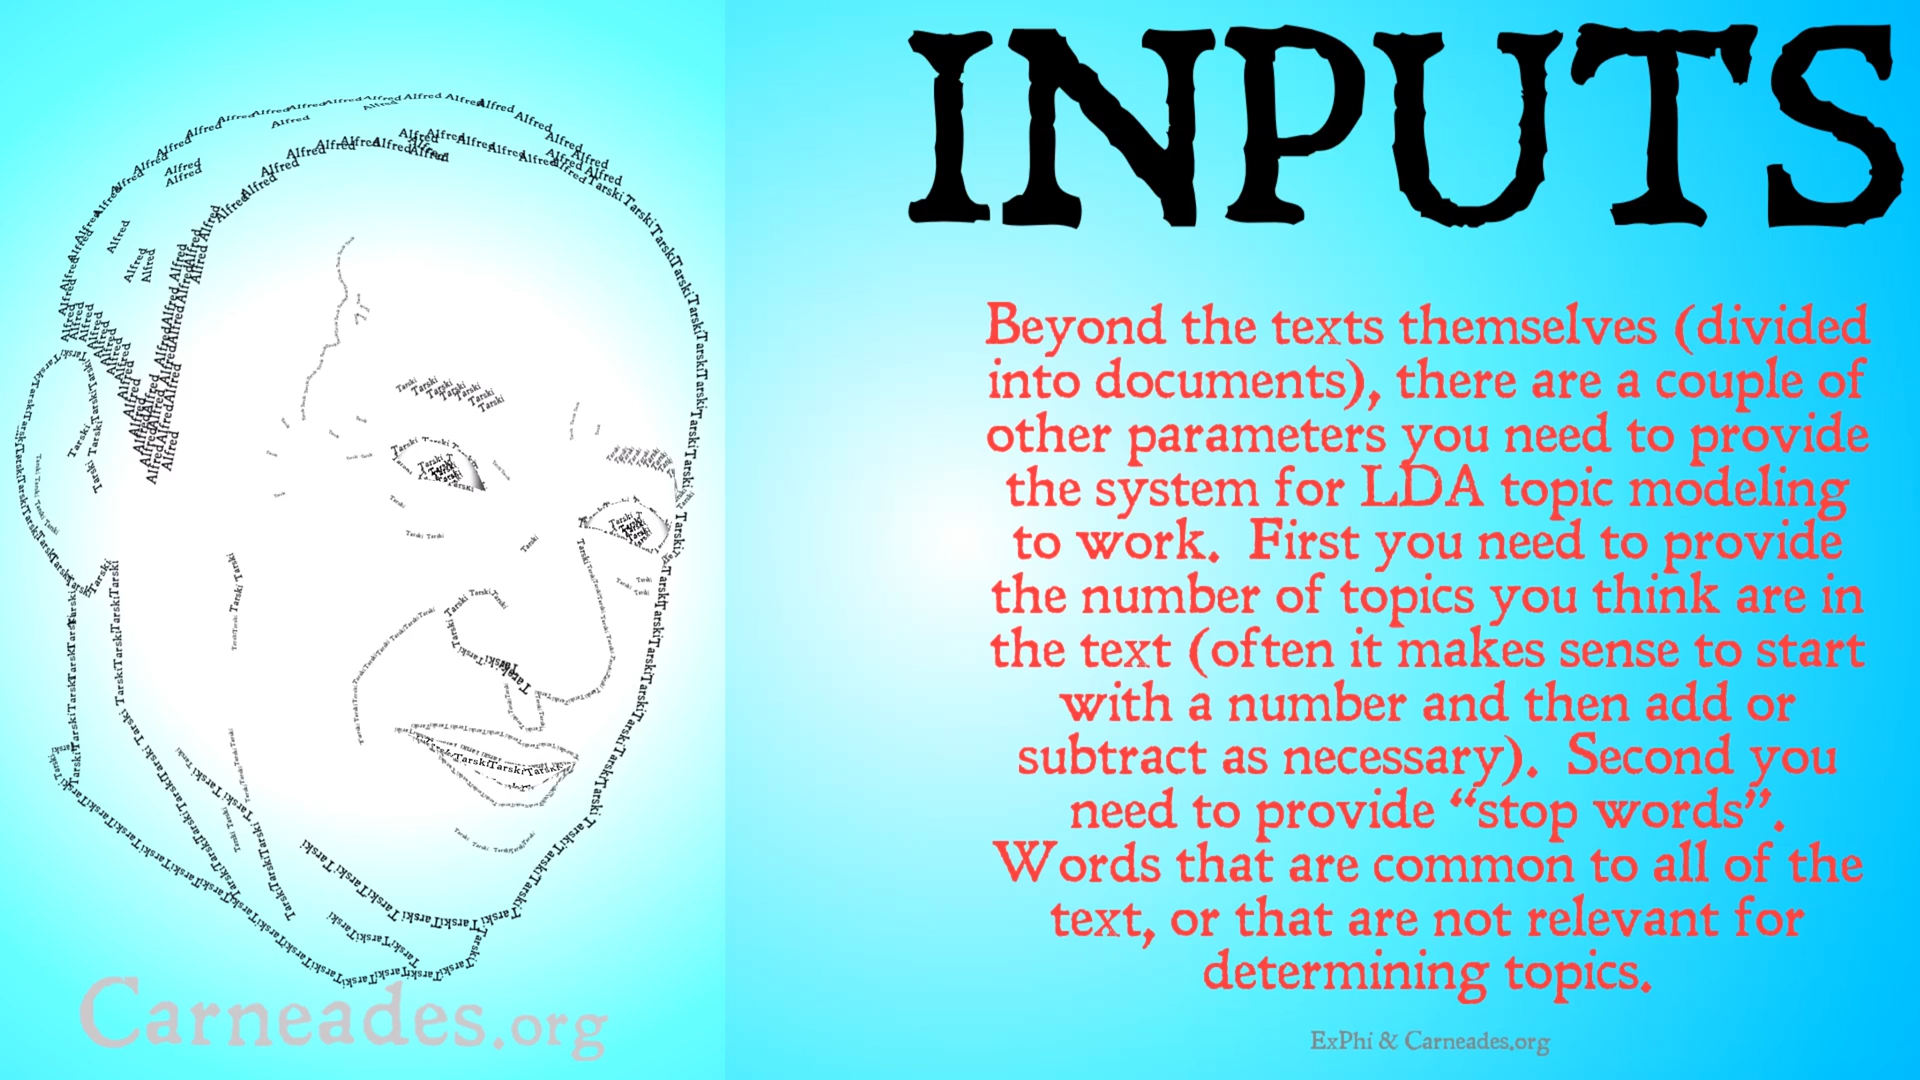 INPUTS
Beyond the texts themselves (divided
into documents), there are a couple of
other parameters you need to provide
the system for LDA topic modeling
to work.  First you need to provide
the number of topics you think are in
the text (often it makes sense to start
with a number and then add or
subtract as necessary).  Second you
need to provide “stop words”.
Words that are common to all of the
text, or that are not relevant for
determining topics.
Carneades.org
ExPhi & Carneades.org